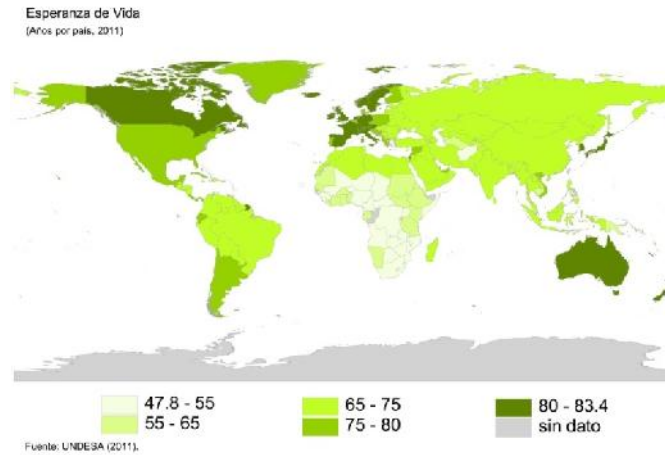 Esperanza de Vida
(Años por país, 2011)
47.8 - 55
55 - 65
65 - 75
75 - 80
80 - 83.4
sin dato
Fuente: UNDESA (2011).